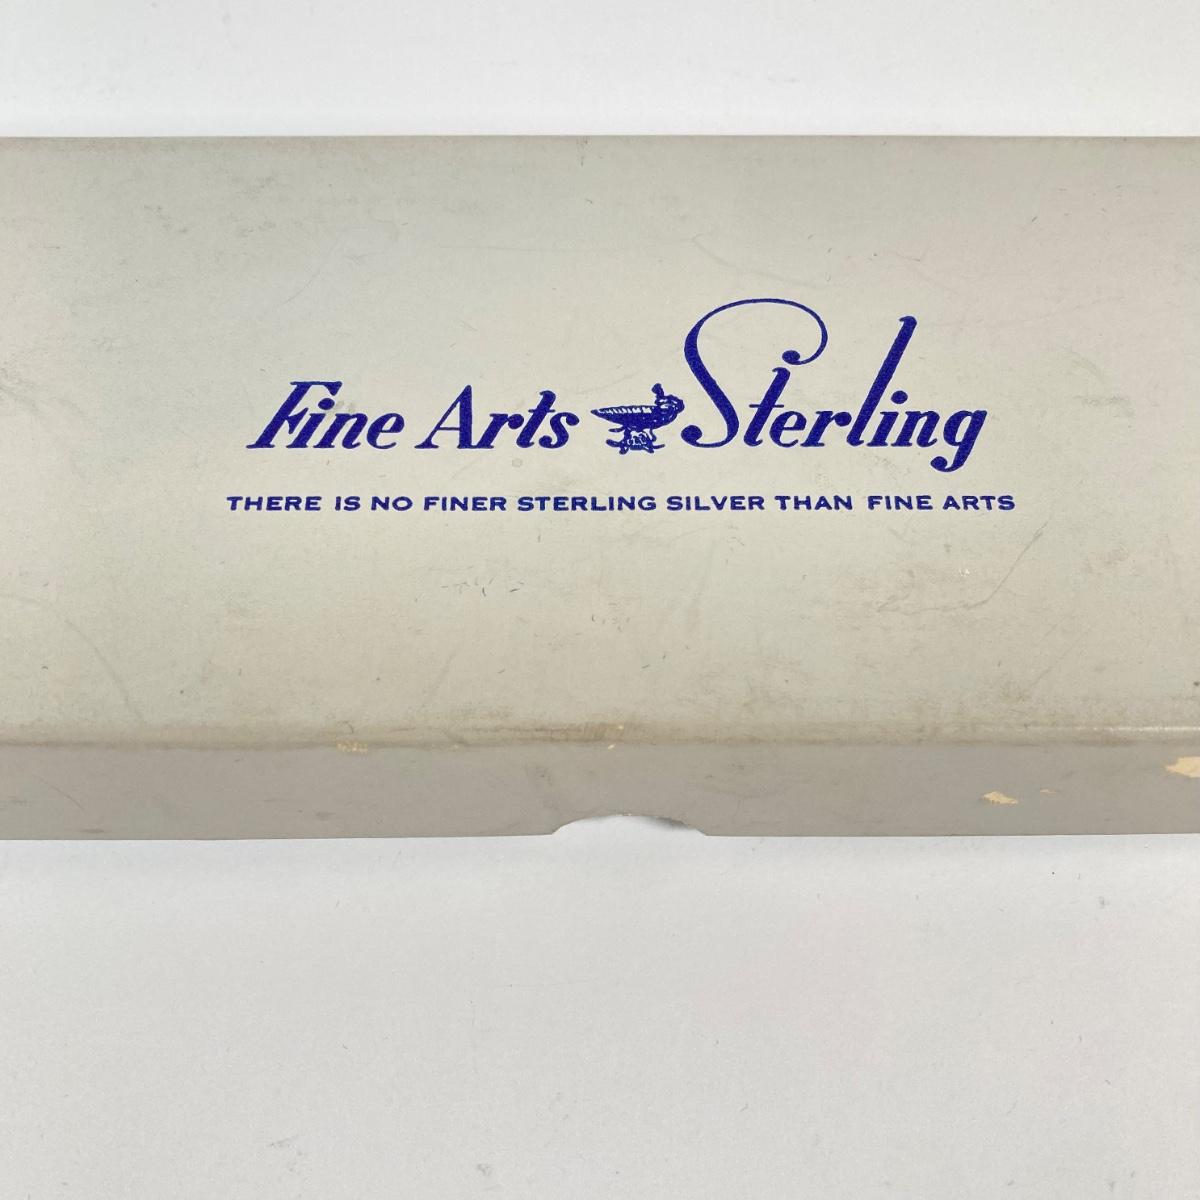 Fine Arts Sterling
THERE IS NO FINER STERLING SILVER THAN FINE ARTS